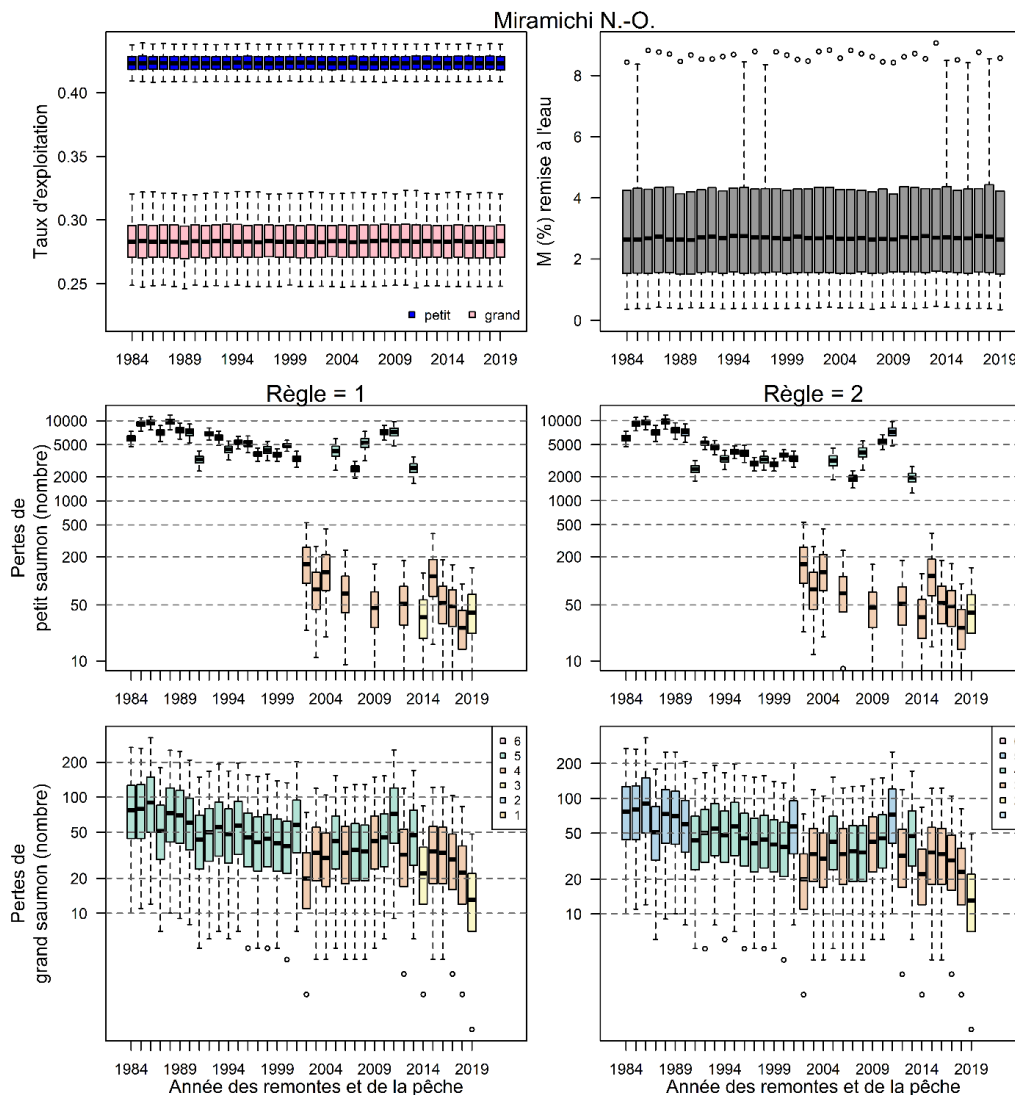 Miramichi N.-O.
Taux d'exploitation
0.40
0.35
0.30
0.25
petit grand
1984 1989 1994 1999 2004 2009 2014 2019
M (%) remise à l'eau
8
6
4
2
0
1984 1989 1994 1999 2004 2009 2014 2019
Règle = 1
Pertes de
petit saumon (nombre)
10000
5000
2000
1000
500
200
50
10
1984 1989 1994 1999 2004 2009 2014 2019
Règle = 2
10000
5000
2000
1000
500
200
50
10
1984 1989 1994 1999 2004 2009 2014 2019
Pertes de
grand saumon (nombre)
200
100
50
20
10
6
5
4
3
2
1
1984 1989 1994 1999 2004 2009 2014 2019
Année des remontes et de la pêche
200
100
50
20
10
1984 1989 1994 1999 2004 2009 2014 2019
Année des remontes et de la pêche